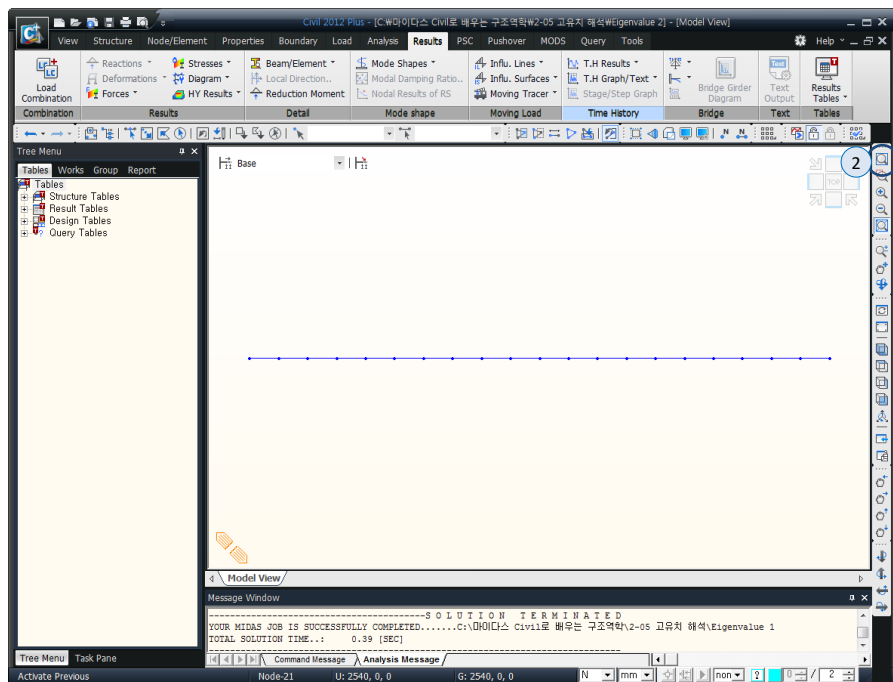 Civil 2012 Plus - [C:₩마이다스 Civil로 배우는 구조역학₩2-05 고유치 해석₩Eigenvalue 2] - [Model View]
View Structure Node/Element Properties Boundary Load Analysis Results PSC Pushover MODS Query Tools Help
Load Combination
Reactions
Deformations
Forces
Stresses
Diagram
HY Results
Beam/Element
Local Direction..
Reduction Moment
Mode Shapes
Modal Damping Ratio..
Nodal Results of RS
Influ. Lines
Influ. Surfaces
Moving Tracer
T.H Results
T.H Graph/Text
Stage/Step Graph
Bridge Girder Diagram
Text Output
Results Tables
Combination Results Detail Mode shape Moving Load Time History Bridge Text Tables
Tree Menu
Tables Works Group Report
Tables
Structure Tables
Result Tables
Design Tables
Query Tables
Base
TOP
2
Model View
Message Window
SOLUTION TERMINATED
YOUR MIDAS JOB IS SUCCESSFULLY COMPLETED.......C:\마이다스 Civil로 배우는 구조역학\2-05 고유치 해석\Eigenvalue 1
TOTAL SOLUTION TIME..: 0.39 [SEC]
Command Message Analysis Message
Tree Menu Task Pane
Activate Previous Node-21 U: 2540, 0, 0 G: 2540, 0, 0 N mm non 0 / 2